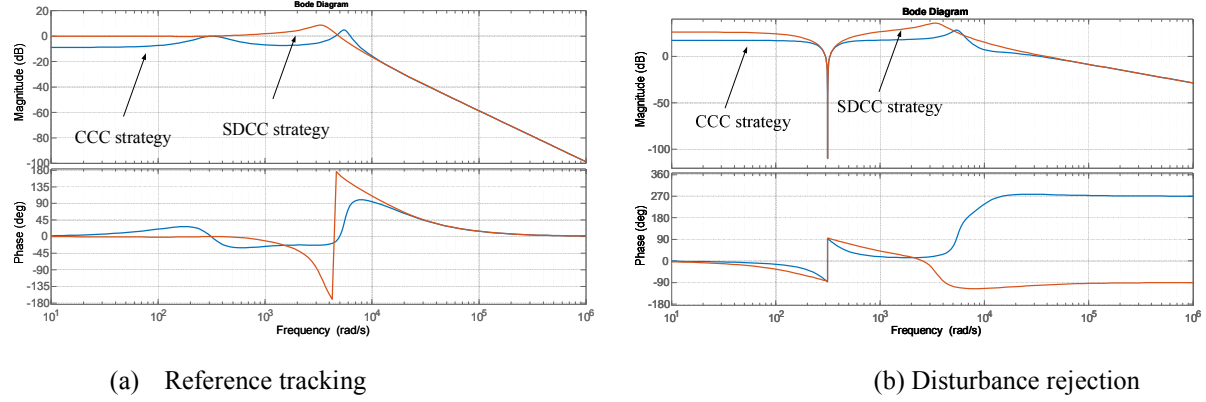 Bode Diagram
Magnitude (dB)
20
0
-20
-40
-60
-80
-100
CCC strategy
SDCC strategy
Phase (deg)
180
135
90
45
0
-45
-90
-135
-180
10^1
10^2
10^3
10^4
10^5
10^6
Frequency (rad/s)
(a) Reference tracking
Bode Diagram
Magnitude (dB)
0
-50
-100
CCC strategy
SDCC strategy
Phase (deg)
360
270
180
90
0
-90
-180
10^1
10^2
10^3
10^4
10^5
10^6
Frequency (rad/s)
(b) Disturbance rejection